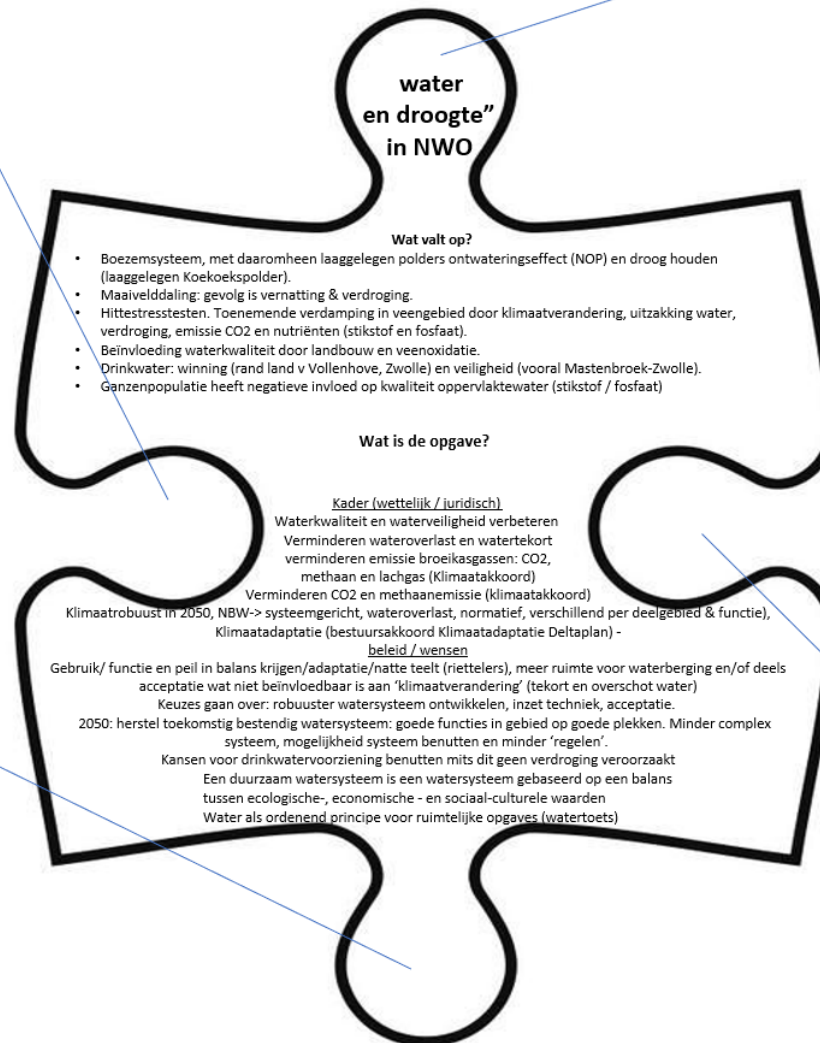 water
en droogte”
in NWO
Wat valt op?
• Boezemsysteem, met daaromheen laaggelegen polders ontwateringseffect (NOP) en droog houden
(laaggelegen Koekoekspolder).
• Maaivelddaling: gevolg is vernatting & verdroging.
• Hittestresstesten. Toenemende verdamping in veengebied door klimaatverandering, uitzakking water,
verdroging, emissie CO2 en nutriënten (stikstof en fosfaat).
• Beïnvloeding waterkwaliteit door landbouw en veenoxidatie.
• Drinkwater: winning (rand land v Vollenhove, Zwolle) en veiligheid (vooral Mastenbroek-Zwolle).
• Ganzenpopulatie heeft negatieve invloed op kwaliteit oppervlaktewater (stikstof / fosfaat)
Wat is de opgave?
Kader (wettelijk / juridisch)
Waterkwaliteit en waterveiligheid verbeteren
Verminderen wateroverlast en watertekort
verminderen emissie broeikasgassen: CO2,
methaan en lachgas (Klimaatakkoord)
Verminderen CO2 en methaanemissie (klimaatakkoord)
Klimaatrobuust in 2050, NBW-> systeemgericht, wateroverlast, normatief, verschillend per deelgebied & functie),
Klimaatadaptatie (bestuursakkoord Klimaatadaptatie Deltaplan) -
beleid / wensen
Gebruik/ functie en peil in balans krijgen/adaptatie/natte teelt (riettelers), meer ruimte voor waterberging en/of deels
acceptatie wat niet beïnvloedbaar is aan ‘klimaatverandering’ (tekort en overschot water)
Keuzes gaan over: robuuster watersysteem ontwikkelen, inzet techniek, acceptatie.
2050: herstel toekomstig bestendig watersysteem: goede functies in gebied op goede plekken. Minder complex
systeem, mogelijkheid systeem benutten en minder ‘regelen’.
Kansen voor drinkwatervoorziening benutten mits dit geen verdroging veroorzaakt
Een duurzaam watersysteem is een watersysteem gebaseerd op een balans
tussen ecologische-, economische - en sociaal-culturele waarden
Water als ordenend principe voor ruimtelijke opgaves (watertoets)